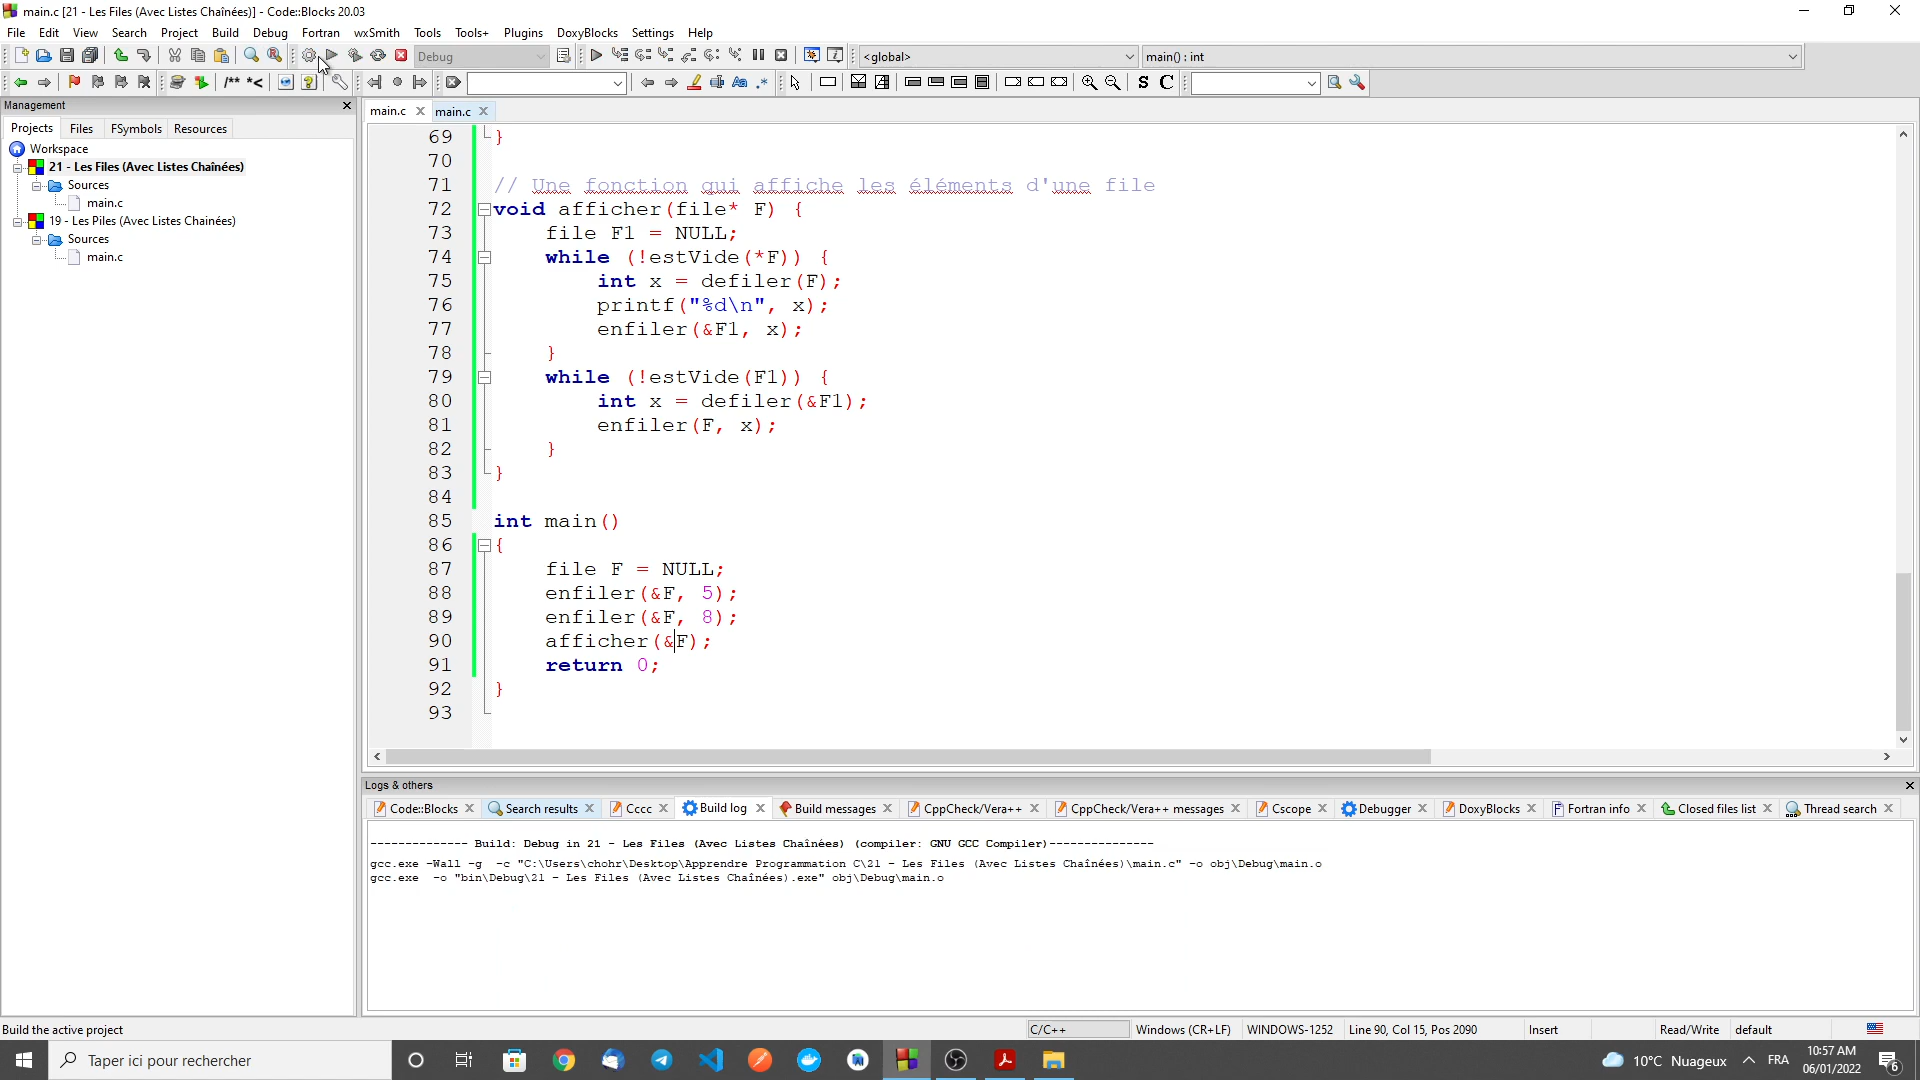 main.c [21 - Les Files (Avec Listes Chaînées)] - Code::Blocks 20.03
File Edit View Search Project Build Debug Fortran wxSmith Tools Tools+ Plugins DoxyBlocks Settings Help
Debug
<global>
main() : int
/** *<
Aa .*
S C
Management
Projects Files FSymbols Resources
Workspace
21 - Les Files (Avec Listes Chaînées)
Sources
main.c
19 - Les Piles (Avec Listes Chainées)
Sources
main.c
main.c main.c
69 }
70
71 // Une fonction qui affiche les éléments d'une file
72 void afficher(file* F) {
73 file F1 = NULL;
74 while (!estVide(*F)) {
75 int x = defiler(F);
76 printf("%d\n", x);
77 enfiler(&F1, x);
78 }
79 while (!estVide(F1)) {
80 int x = defiler(&F1);
81 enfiler(F, x);
82 }
83 }
84
85 int main()
86 {
87 file F = NULL;
88 enfiler(&F, 5);
89 enfiler(&F, 8);
90 afficher(&F);
91 return 0;
92 }
93
Logs & others
Code::Blocks Search results Cccc Build log Build messages CppCheck/Vera++ CppCheck/Vera++ messages Cscope Debugger DoxyBlocks Fortran info Closed files list Thread search
-------------- Build: Debug in 21 - Les Files (Avec Listes Chaînées) (compiler: GNU GCC Compiler)---------------
gcc.exe -Wall -g -c "C:\Users\chohr\Desktop\Apprendre Programmation C\21 - Les Files (Avec Listes Chaînées)\main.c" -o obj\Debug\main.o
gcc.exe -o "bin\Debug\21 - Les Files (Avec Listes Chaînées).exe" obj\Debug\main.o
Build the active project C/C++ Windows (CR+LF) WINDOWS-1252 Line 90, Col 15, Pos 2090 Insert Read/Write default
Taper ici pour rechercher
10°C Nuageux
FRA
10:57 AM
06/01/2022
6